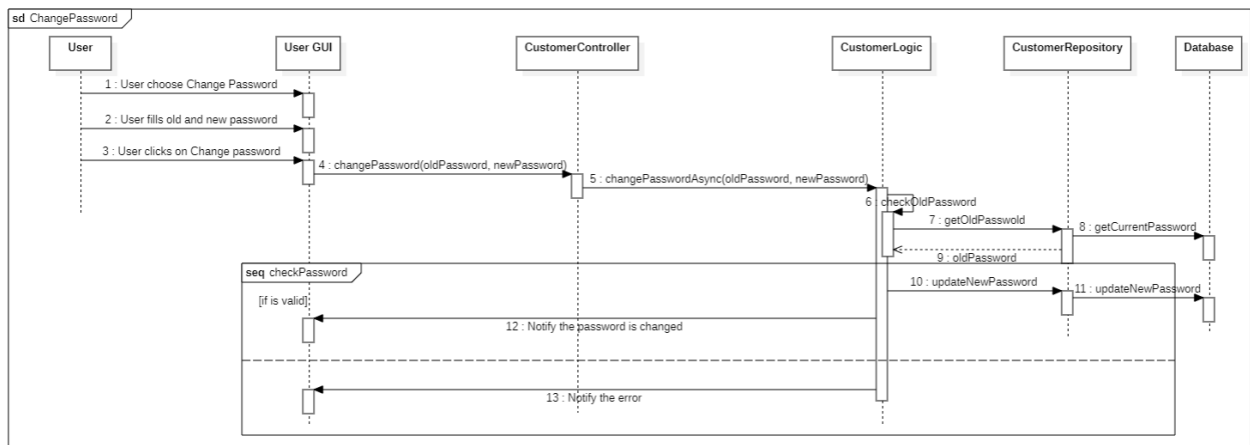 sd ChangePassword
User
User GUI
CustomerController
CustomerLogic
CustomerRepository
Database
1 : User choose Change Password
2 : User fills old and new password
3 : User clicks on Change password
4 : changePassword(oldPassword, newPassword)
5 : changePasswordAsync(oldPassword, newPassword)
6 : checkOldPassword
7 : getOldPasswold
8 : getCurrentPassword
9 : oldPassword
seq checkPassword
10 : updateNewPassword
11 : updateNewPassword
[if is valid]
12 : Notify the password is changed
13 : Notify the error